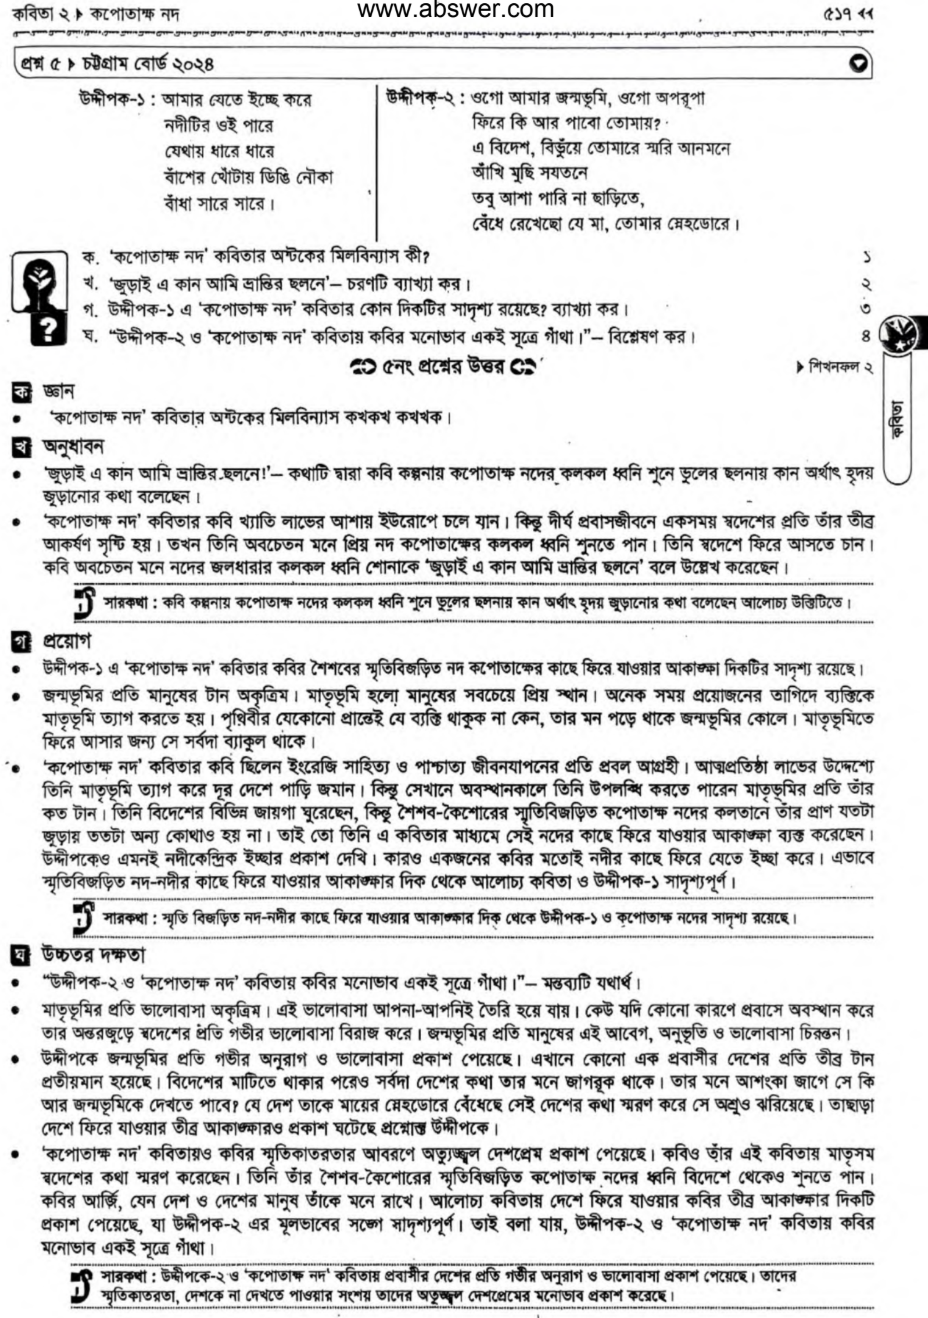 কবিতা ২ ▶ কপোতাক্ষ নদ
www.abswer.com
৫১৭ ◀◀
প্রশ্ন ৫ ▶ চট্টগ্রাম বোর্ড ২০২৪
উদ্দীপক-১ : আমার যেতে ইচ্ছে করে
নদীটির ওই পারে
যেথায় ধারে ধারে
বাঁশের খোঁটায় ডিঙি নৌকা
বাঁধা সারে সারে।
উদ্দীপক-২ : ওগো আমার জন্মভূমি, ওগো অপরূপা
ফিরে কি আর পাবো তোমায়?
এ বিদেশ, বিভুঁয়ে তোমারে স্মরি আনমনে
আঁখি মুছি সযতনে
তবু আশা পারি না ছাড়িতে,
বেঁধে রেখেছো যে মা, তোমার স্নেহডোরে।
ক. 'কপোতাক্ষ নদ' কবিতার অষ্টকের মিলবিন্যাস কী? ১
খ. 'জুড়াই এ কান আমি ভ্রান্তির ছলনে'– চরণটি ব্যাখ্যা কর। ২
গ. উদ্দীপক-১ এ 'কপোতাক্ষ নদ' কবিতার কোন দিকটির সাদৃশ্য রয়েছে? ব্যাখ্যা কর। ৩
ঘ. "উদ্দীপক-২ ও 'কপোতাক্ষ নদ' কবিতায় কবির মনোভাব একই সূত্রে গাঁথা।"– বিশ্লেষণ কর। ৪
৫নং প্রশ্নের উত্তর
▶ শিখনফল ২
কবিতা
ক জ্ঞান
• 'কপোতাক্ষ নদ' কবিতার অষ্টকের মিলবিন্যাস কখকখ কখখক।
খ অনুধাবন
• 'জুড়াই এ কান আমি ভ্রান্তির ছলনে!'– কথাটি দ্বারা কবি কল্পনায় কপোতাক্ষ নদের কলকল ধ্বনি শুনে ভুলের ছলনায় কান অর্থাৎ হৃদয়
জুড়ানোর কথা বলেছেন।
• 'কপোতাক্ষ নদ' কবিতার কবি খ্যাতি লাভের আশায় ইউরোপে চলে যান। কিন্তু দীর্ঘ প্রবাসজীবনে একসময় স্বদেশের প্রতি তাঁর তীব্র
আকর্ষণ সৃষ্টি হয়। তখন তিনি অবচেতন মনে প্রিয় নদ কপোতাক্ষের কলকল ধ্বনি শুনতে পান। তিনি স্বদেশে ফিরে আসতে চান।
কবি অবচেতন মনে নদের জলধারার কলকল ধ্বনি শোনাকে 'জুড়াই এ কান আমি ভ্রান্তির ছলনে' বলে উল্লেখ করেছেন।
সারকথা : কবি কল্পনায় কপোতাক্ষ নদের কলকল ধ্বনি শুনে ভুলের ছলনায় কান অর্থাৎ হৃদয় জুড়ানোর কথা বলেছেন আলোচ্য উক্তিটিতে।
গ প্রয়োগ
• উদ্দীপক-১ এ 'কপোতাক্ষ নদ' কবিতার কবির শৈশবের স্মৃতিবিজড়িত নদ কপোতাক্ষের কাছে ফিরে যাওয়ার আকাঙ্ক্ষা দিকটির সাদৃশ্য রয়েছে।
• জন্মভূমির প্রতি মানুষের টান অকৃত্রিম। মাতৃভূমি হলো মানুষের সবচেয়ে প্রিয় স্থান। অনেক সময় প্রয়োজনের তাগিদে ব্যক্তিকে
মাতৃভূমি ত্যাগ করতে হয়। পৃথিবীর যেকোনো প্রান্তেই যে ব্যক্তি থাকুক না কেন, তার মন পড়ে থাকে জন্মভূমির কোলে। মাতৃভূমিতে
ফিরে আসার জন্য সে সর্বদা ব্যাকুল থাকে।
• 'কপোতাক্ষ নদ' কবিতার কবি ছিলেন ইংরেজি সাহিত্য ও পাশ্চাত্য জীবনযাপনের প্রতি প্রবল আগ্রহী। আত্মপ্রতিষ্ঠা লাভের উদ্দেশ্যে
তিনি মাতৃভূমি ত্যাগ করে দূর দেশে পাড়ি জমান। কিন্তু সেখানে অবস্থানকালে তিনি উপলব্ধি করতে পারেন মাতৃভূমির প্রতি তাঁর
কত টান। তিনি বিদেশের বিভিন্ন জায়গা ঘুরেছেন, কিন্তু শৈশব-কৈশোরের স্মৃতিবিজড়িত কপোতাক্ষ নদের কলতানে তাঁর প্রাণ যতটা
জুড়ায় ততটা অন্য কোথাও হয় না। তাই তো তিনি এ কবিতার মাধ্যমে সেই নদের কাছে ফিরে যাওয়ার আকাঙ্ক্ষা ব্যক্ত করেছেন।
উদ্দীপকেও এমনই নদীকেন্দ্রিক ইচ্ছার প্রকাশ দেখি। কারও একজনের কবির মতোই নদীর কাছে ফিরে যেতে ইচ্ছা করে। এভাবে
স্মৃতিবিজড়িত নদ-নদীর কাছে ফিরে যাওয়ার আকাঙ্ক্ষার দিক থেকে আলোচ্য কবিতা ও উদ্দীপক-১ সাদৃশ্যপূর্ণ।
সারকথা : স্মৃতি বিজড়িত নদ-নদীর কাছে ফিরে যাওয়ার আকাঙ্ক্ষার দিক থেকে উদ্দীপক-১ ও কপোতাক্ষ নদের সাদৃশ্য রয়েছে।
ঘ উচ্চতর দক্ষতা
• "উদ্দীপক-২ ও 'কপোতাক্ষ নদ' কবিতায় কবির মনোভাব একই সূত্রে গাঁথা।"– মন্তব্যটি যথার্থ।
• মাতৃভূমির প্রতি ভালোবাসা অকৃত্রিম। এই ভালোবাসা আপনা-আপনিই তৈরি হয়ে যায়। কেউ যদি কোনো কারণে প্রবাসে অবস্থান করে
তার অন্তরজুড়ে স্বদেশের প্রতি গভীর ভালোবাসা বিরাজ করে। জন্মভূমির প্রতি মানুষের এই আবেগ, অনুভূতি ও ভালোবাসা চিরন্তন।
• উদ্দীপকে জন্মভূমির প্রতি গভীর অনুরাগ ও ভালোবাসা প্রকাশ পেয়েছে। এখানে কোনো এক প্রবাসীর দেশের প্রতি তীব্র টান
প্রতীয়মান হয়েছে। বিদেশের মাটিতে থাকার পরেও সর্বদা দেশের কথা তার মনে জাগরূক থাকে। তার মনে আশংকা জাগে সে কি
আর জন্মভূমিকে দেখতে পাবে? যে দেশ তাকে মায়ের স্নেহডোরে বেঁধেছে সেই দেশের কথা স্মরণ করে সে অশ্রুও ঝরিয়েছে। তাছাড়া
দেশে ফিরে যাওয়ার তীব্র আকাঙ্ক্ষারও প্রকাশ ঘটেছে প্রশ্নোক্ত উদ্দীপকে।
• 'কপোতাক্ষ নদ' কবিতায়ও কবির স্মৃতিকাতরতার আবরণে অত্যুজ্জ্বল দেশপ্রেম প্রকাশ পেয়েছে। কবিও তাঁর এই কবিতায় মাতৃসম
স্বদেশের কথা স্মরণ করেছেন। তিনি তাঁর শৈশব-কৈশোরের স্মৃতিবিজড়িত কপোতাক্ষ নদের ধ্বনি বিদেশ থেকেও শুনতে পান।
কবির আর্জি, যেন দেশ ও দেশের মানুষ তাঁকে মনে রাখে। আলোচ্য কবিতায় দেশে ফিরে যাওয়ার কবির তীব্র আকাঙ্ক্ষার দিকটি
প্রকাশ পেয়েছে, যা উদ্দীপক-২ এর মূলভাবের সঙ্গে সাদৃশ্যপূর্ণ। তাই বলা যায়, উদ্দীপক-২ ও 'কপোতাক্ষ নদ' কবিতায় কবির
মনোভাব একই সূত্রে গাঁথা।
সারকথা : উদ্দীপকে-২ ও 'কপোতাক্ষ নদ' কবিতায় প্রবাসীর দেশের প্রতি গভীর অনুরাগ ও ভালোবাসা প্রকাশ পেয়েছে। তাদের
স্মৃতিকাতরতা, দেশকে না দেখতে পাওয়ার সংশয় তাদের অত্যুজ্জ্বল দেশপ্রেমের মনোভাব প্রকাশ করেছে।